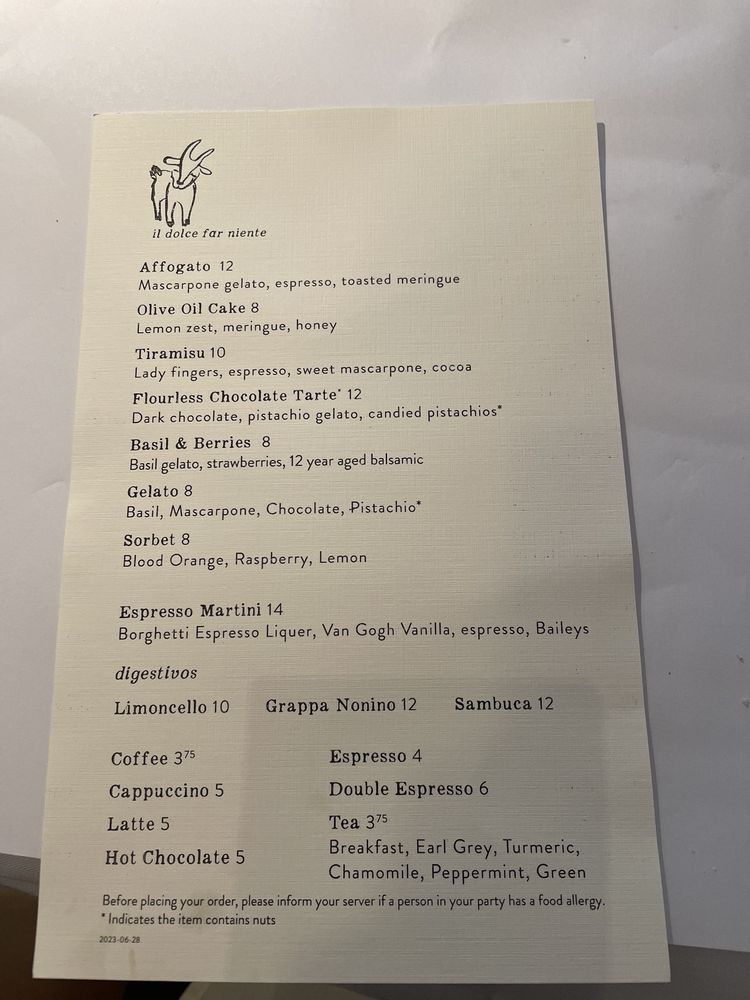 il dolce far niente
Affogato 12
Mascarpone gelato, espresso, toasted meringue
Olive Oil Cake 8
Lemon zest, meringue, honey
Tiramisu 10
Lady fingers, espresso, sweet mascarpone, cocoa
Flourless Chocolate Tarte* 12
Dark chocolate, pistachio gelato, candied pistachios*
Basil & Berries 8
Basil gelato, strawberries, 12 year aged balsamic
Gelato 8
Basil, Mascarpone, Chocolate, Pistachio*
Sorbet 8
Blood Orange, Raspberry, Lemon
Espresso Martini 14
Borghetti Espresso Liquer, Van Gogh Vanilla, espresso, Baileys
digestivos
Limoncello 10 Grappa Nonino 12 Sambuca 12
Coffee 3⁷⁵
Cappuccino 5
Latte 5
Hot Chocolate 5
Espresso 4
Double Espresso 6
Tea 3⁷⁵
Breakfast, Earl Grey, Turmeric,
Chamomile, Peppermint, Green
Before placing your order, please inform your server if a person in your party has a food allergy.
* Indicates the item contains nuts
2023-06-28